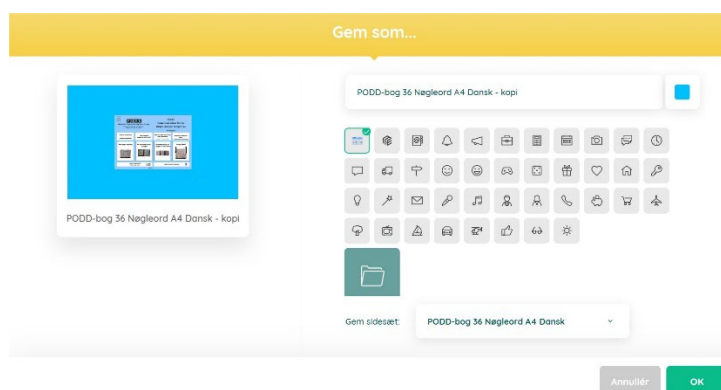 Gem som...
PODD-bog 36 Nøgleord A4 Dansk - kopi
PODD-bog 36 Nøgleord A4 Dansk - kopi
Gem sidesæt:
PODD-bog 36 Nøgleord A4 Dansk
Annullér
OK